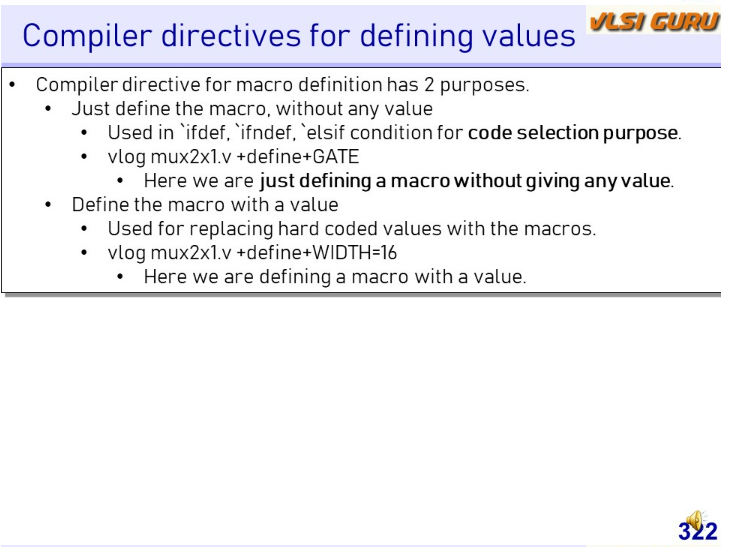 Compiler directives for defining values
VLSI GURU
• Compiler directive for macro definition has 2 purposes.
• Just define the macro, without any value
• Used in `ifdef, `ifndef, `elsif condition for code selection purpose.
• vlog mux2x1.v +define+GATE
• Here we are just defining a macro without giving any value.
• Define the macro with a value
• Used for replacing hard coded values with the macros.
• vlog mux2x1.v +define+WIDTH=16
• Here we are defining a macro with a value.
322